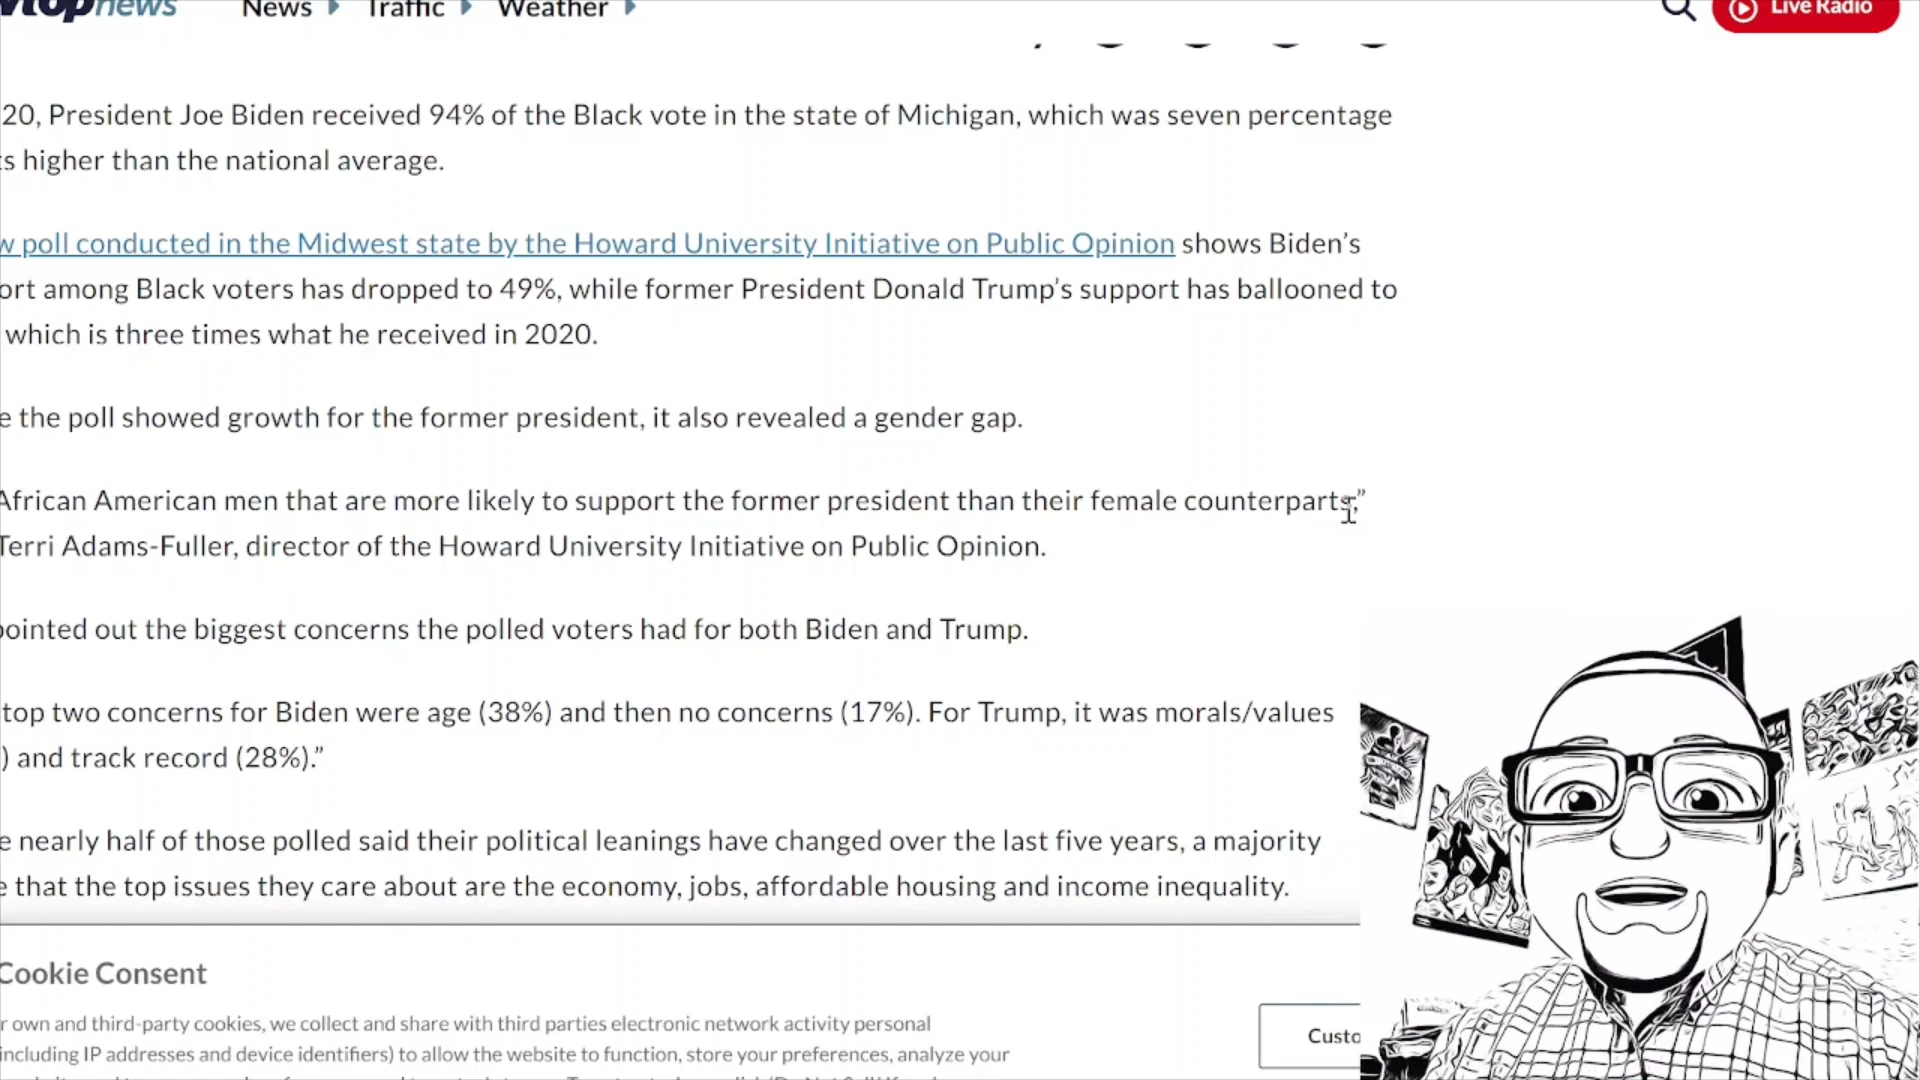 wtopnews News Traffic Weather Live Radio
20, President Joe Biden received 94% of the Black vote in the state of Michigan, which was seven percentage
s higher than the national average.
w poll conducted in the Midwest state by the Howard University Initiative on Public Opinion shows Biden’s
ort among Black voters has dropped to 49%, while former President Donald Trump’s support has ballooned to
which is three times what he received in 2020.
e the poll showed growth for the former president, it also revealed a gender gap.
African American men that are more likely to support the former president than their female counterparts,”
Terri Adams-Fuller, director of the Howard University Initiative on Public Opinion.
pointed out the biggest concerns the polled voters had for both Biden and Trump.
top two concerns for Biden were age (38%) and then no concerns (17%). For Trump, it was morals/values
) and track record (28%).”
e nearly half of those polled said their political leanings have changed over the last five years, a majority
e that the top issues they care about are the economy, jobs, affordable housing and income inequality.
Cookie Consent
r own and third-party cookies, we collect and share with third parties electronic network activity personal
including IP addresses and device identifiers) to allow the website to function, store your preferences, analyze your
Custo